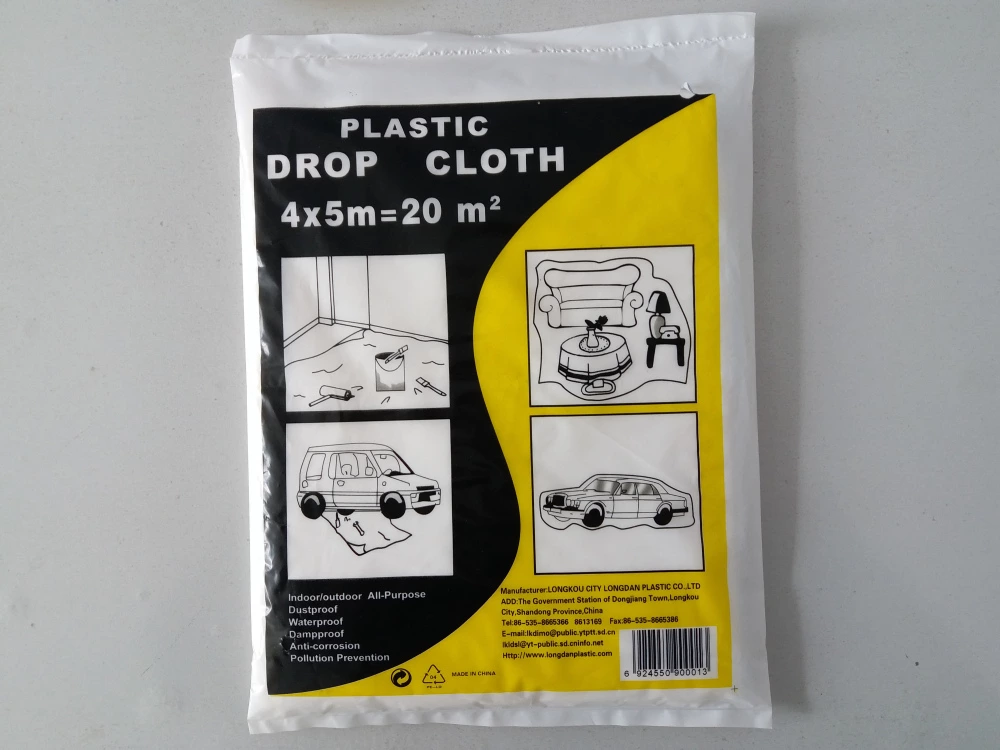 PLASTIC
DROP CLOTH
4x5m=20 m²
Indoor/outdoor All-Purpose
Dustproof
Waterproof
Dampproof
Anti-corrosion
Pollution Prevention
04
PE-LD
MADE IN CHINA
Manufacturer:LONGKOU CITY LONGDAN PLASTIC CO.,LTD
ADD:The Government Station of Dongjiang Town,Longkou
City,Shandong Province,China
Tel:86-535-8665366 8613169 Fax:86-535-8665386
E-mail:lkdimo@public.ytptt.sd.cn
lkldsl@yt-public.sd.cninfo.net
Http://www.longdanplastic.com
6 924550 900013